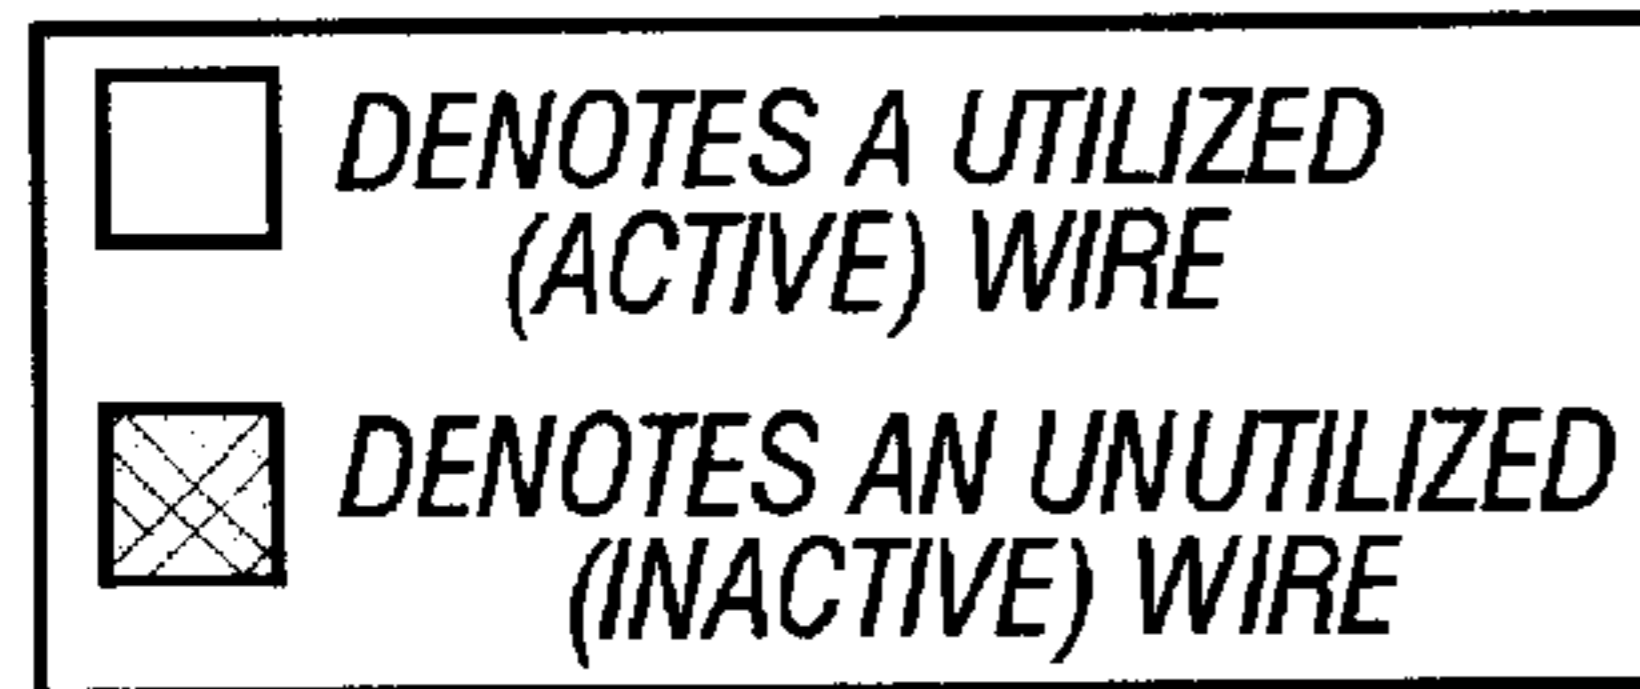 DENOTES A UTILIZED
(ACTIVE) WIRE
DENOTES AN UNUTILIZED
(INACTIVE) WIRE